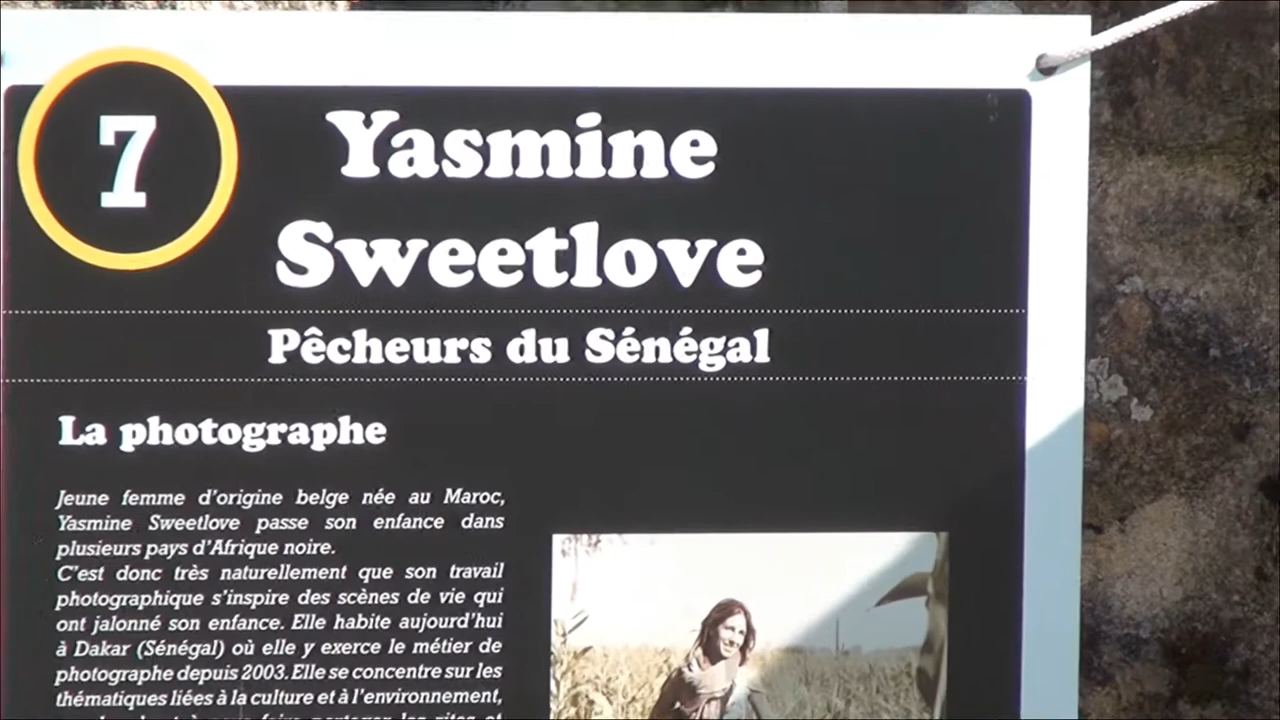 7
Yasmine
Sweetlove
Pêcheurs du Sénégal
La photographe
Jeune femme d'origine belge née au Maroc,
Yasmine Sweetlove passe son enfance dans
plusieurs pays d'Afrique noire.
C'est donc très naturellement que son travail
photographique s'inspire des scènes de vie qui
ont jalonné son enfance. Elle habite aujourd'hui
à Dakar (Sénégal) où elle y exerce le métier de
photographe depuis 2003. Elle se concentre sur les
thématiques liées à la culture et à l'environnement,